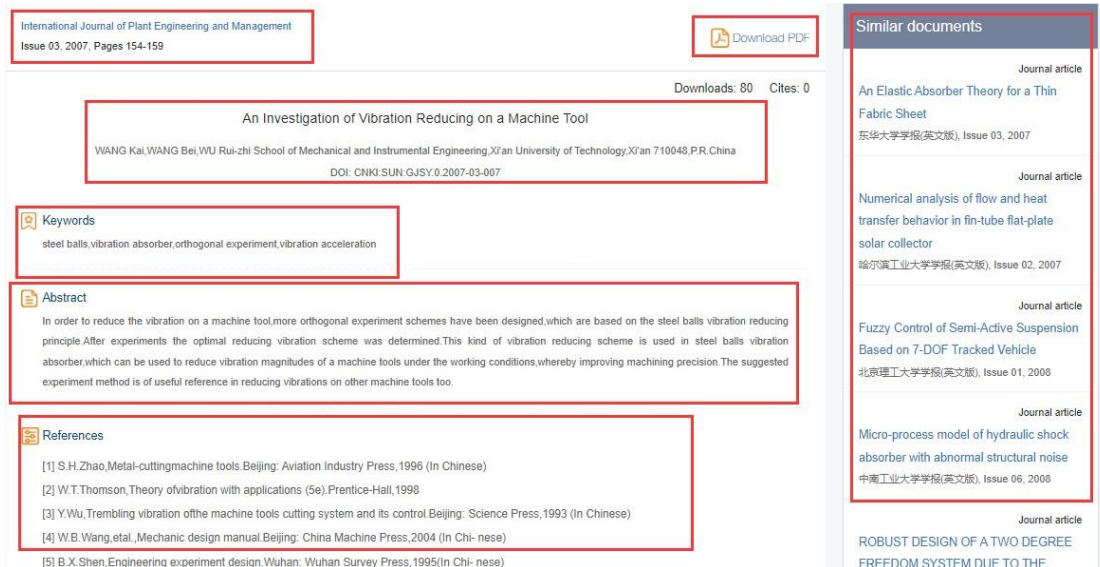 International Journal of Plant Engineering and Management
Issue 03, 2007, Pages 154-159
Download PDF
Downloads: 80 Cites: 0
An Investigation of Vibration Reducing on a Machine Tool
WANG Kai,WANG Bei,WU Rui-zhi School of Mechanical and Instrumental Engineering,Xi'an University of Technology,Xi'an 710048,P.R.China
DOI: CNKI:SUN:GJSY.0.2007-03-007
Keywords
steel balls,vibration absorber,orthogonal experiment,vibration acceleration
Abstract
In order to reduce the vibration on a machine tool,more orthogonal experiment schemes have been designed,which are based on the steel balls vibration reducing
principle.After experiments the optimal reducing vibration scheme was determined.This kind of vibration reducing scheme is used in steel balls vibration
absorber,which can be used to reduce vibration magnitudes of a machine tools under the working conditions,whereby improving machining precision.The suggested
experiment method is of useful reference in reducing vibrations on other machine tools too.
References
[1] S.H.Zhao,Metal-cuttingmachine tools.Beijing: Aviation Industry Press,1996 (In Chinese)
[2] W.T.Thomson,Theory ofvibration with applications (5e).Prentice-Hall,1998
[3] Y.Wu,Trembling vibration ofthe machine tools cutting system and its control.Beijing: Science Press,1993 (In Chinese)
[4] W.B.Wang,etal.,Mechanic design manual.Beijing: China Machine Press,2004 (In Chi- nese)
[5] B.X.Shen,Engineering experiment design.Wuhan: Wuhan Survey Press,1995(In Chi- nese)
Similar documents
Journal article
An Elastic Absorber Theory for a Thin
Fabric Sheet
东华大学学报(英文版), Issue 03, 2007
Journal article
Numerical analysis of flow and heat
transfer behavior in fin-tube flat-plate
solar collector
哈尔滨工业大学学报(英文版), Issue 02, 2007
Journal article
Fuzzy Control of Semi-Active Suspension
Based on 7-DOF Tracked Vehicle
北京理工大学学报(英文版), Issue 01, 2008
Journal article
Micro-process model of hydraulic shock
absorber with abnormal structural noise
中南工业大学学报(英文版), Issue 06, 2008
Journal article
ROBUST DESIGN OF A TWO DEGREE
FREEDOM SYSTEM DUE TO THE